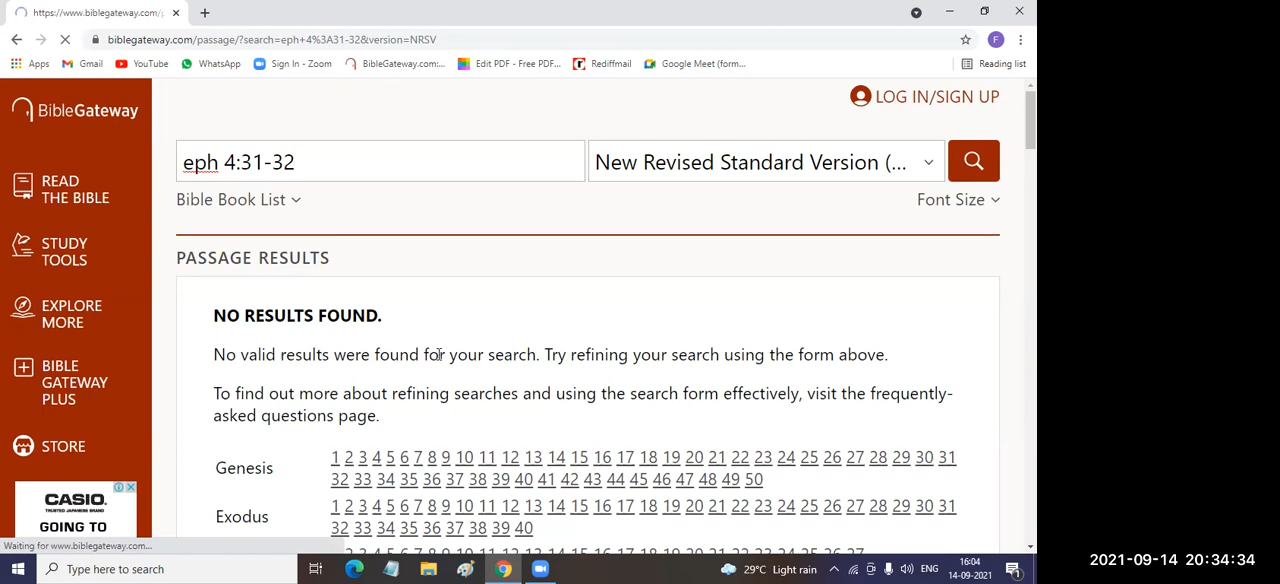 https://www.biblegateway.com/p
biblegateway.com/passage/?search=eph+4%3A31-32&version=NRSV
F
Apps
Gmail
YouTube
WhatsApp
Sign In - Zoom
BibleGateway.com:...
Edit PDF - Free PDF...
Rediffmail
Google Meet (form...
Reading list
BibleGateway
LOG IN/SIGN UP
eph 4:31-32
New Revised Standard Version (...
Bible Book List
Font Size
READ
THE BIBLE
STUDY
TOOLS
EXPLORE
MORE
BIBLE
GATEWAY
PLUS
STORE
CASIO
GOING TO
PASSAGE RESULTS
NO RESULTS FOUND.
No valid results were found for your search. Try refining your search using the form above.
To find out more about refining searches and using the search form effectively, visit the frequently-
asked questions page.
Genesis
1 2 3 4 5 6 7 8 9 10 11 12 13 14 15 16 17 18 19 20 21 22 23 24 25 26 27 28 29 30 31
32 33 34 35 36 37 38 39 40 41 42 43 44 45 46 47 48 49 50
Exodus
1 2 3 4 5 6 7 8 9 10 11 12 13 14 15 16 17 18 19 20 21 22 23 24 25 26 27 28 29 30 31
32 33 34 35 36 37 38 39 40
Waiting for www.biblegateway.com...
Type here to search
29°C Light rain
ENG
16:04
14-09-2021
2021-09-14 20:34:34